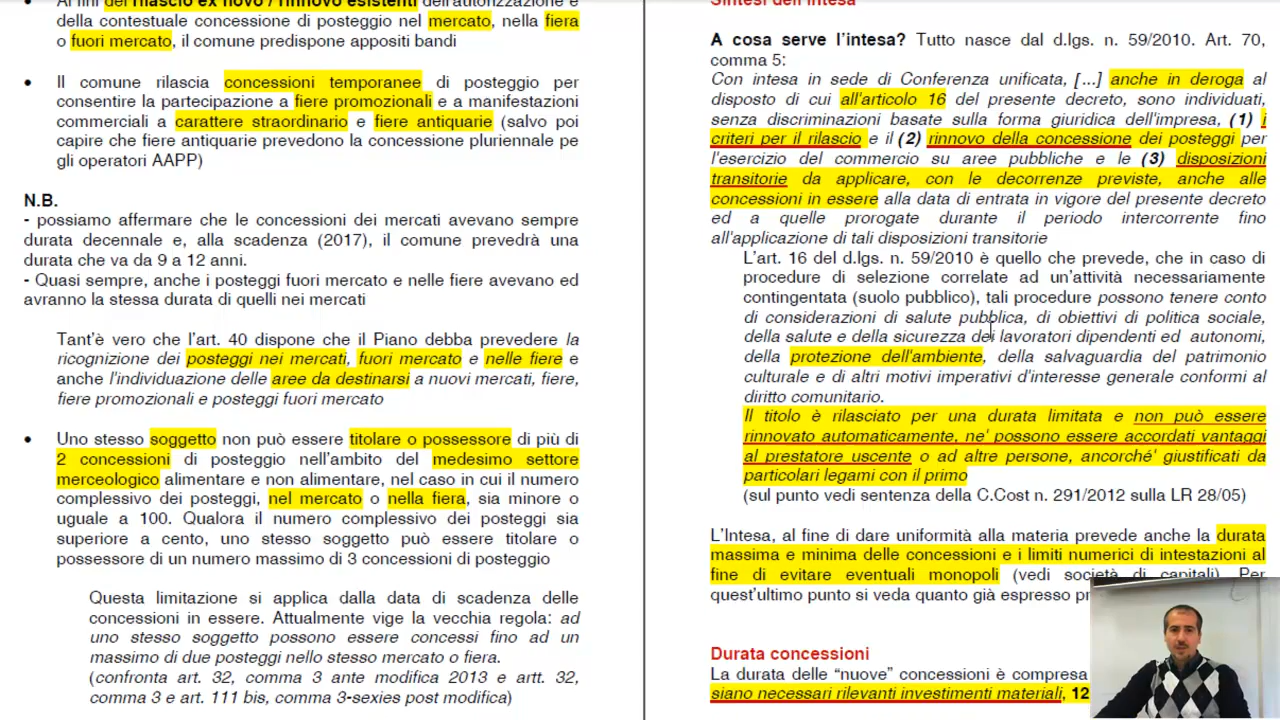 Ai fini del rilascio ex novo / rinnovo esistenti dell'autorizzazione e
della contestuale concessione di posteggio nel mercato, nella fiera
o fuori mercato, il comune predispone appositi bandi
• Il comune rilascia concessioni temporanee di posteggio per
consentire la partecipazione a fiere promozionali e a manifestazioni
commerciali a carattere straordinario e fiere antiquarie (salvo poi
capire che fiere antiquarie prevedono la concessione pluriennale pe
gli operatori AAPP)
N.B.
- possiamo affermare che le concessioni dei mercati avevano sempre
durata decennale e, alla scadenza (2017), il comune prevedrà una
durata che va da 9 a 12 anni.
- Quasi sempre, anche i posteggi fuori mercato e nelle fiere avevano ed
avranno la stessa durata di quelli nei mercati
Tant'è vero che l'art. 40 dispone che il Piano debba prevedere la
ricognizione dei posteggi nei mercati, fuori mercato e nelle fiere e
anche l'individuazione delle aree da destinarsi a nuovi mercati, fiere,
fiere promozionali e posteggi fuori mercato
• Uno stesso soggetto non può essere titolare o possessore di più di
2 concessioni di posteggio nell'ambito del medesimo settore
merceologico alimentare e non alimentare, nel caso in cui il numero
complessivo dei posteggi, nel mercato o nella fiera, sia minore o
uguale a 100. Qualora il numero complessivo dei posteggi sia
superiore a cento, uno stesso soggetto può essere titolare o
possessore di un numero massimo di 3 concessioni di posteggio
Questa limitazione si applica dalla data di scadenza delle
concessioni in essere. Attualmente vige la vecchia regola: ad
uno stesso soggetto possono essere concessi fino ad un
massimo di due posteggi nello stesso mercato o fiera.
(confronta art. 32, comma 3 ante modifica 2013 e artt. 32,
comma 3 e art. 111 bis, comma 3-sexies post modifica)
Sintesi dell'intesa
A cosa serve l'intesa? Tutto nasce dal d.lgs. n. 59/2010. Art. 70,
comma 5:
Con intesa in sede di Conferenza unificata, [...] anche in deroga al
disposto di cui all'articolo 16 del presente decreto, sono individuati,
senza discriminazioni basate sulla forma giuridica dell'impresa, (1) i
criteri per il rilascio e il (2) rinnovo della concessione dei posteggi per
l'esercizio del commercio su aree pubbliche e le (3) disposizioni
transitorie da applicare, con le decorrenze previste, anche alle
concessioni in essere alla data di entrata in vigore del presente decreto
ed a quelle prorogate durante il periodo intercorrente fino
all'applicazione di tali disposizioni transitorie
L'art. 16 del d.lgs. n. 59/2010 è quello che prevede, che in caso di
procedure di selezione correlate ad un'attività necessariamente
contingentata (suolo pubblico), tali procedure possono tenere conto
di considerazioni di salute pubblica, di obiettivi di politica sociale,
della salute e della sicurezza dei lavoratori dipendenti ed autonomi,
della protezione dell'ambiente, della salvaguardia del patrimonio
culturale e di altri motivi imperativi d'interesse generale conformi al
diritto comunitario.
Il titolo è rilasciato per una durata limitata e non può essere
rinnovato automaticamente, ne' possono essere accordati vantaggi
al prestatore uscente o ad altre persone, ancorché' giustificati da
particolari legami con il primo
(sul punto vedi sentenza della C.Cost n. 291/2012 sulla LR 28/05)
L'Intesa, al fine di dare uniformità alla materia prevede anche la durata
massima e minima delle concessioni e i limiti numerici di intestazioni al
fine di evitare eventuali monopoli (vedi società di capitali). Per
quest'ultimo punto si veda quanto già espresso
Durata concessioni
La durata delle “nuove” concessioni è compresa
siano necessari rilevanti investimenti materiali, 12